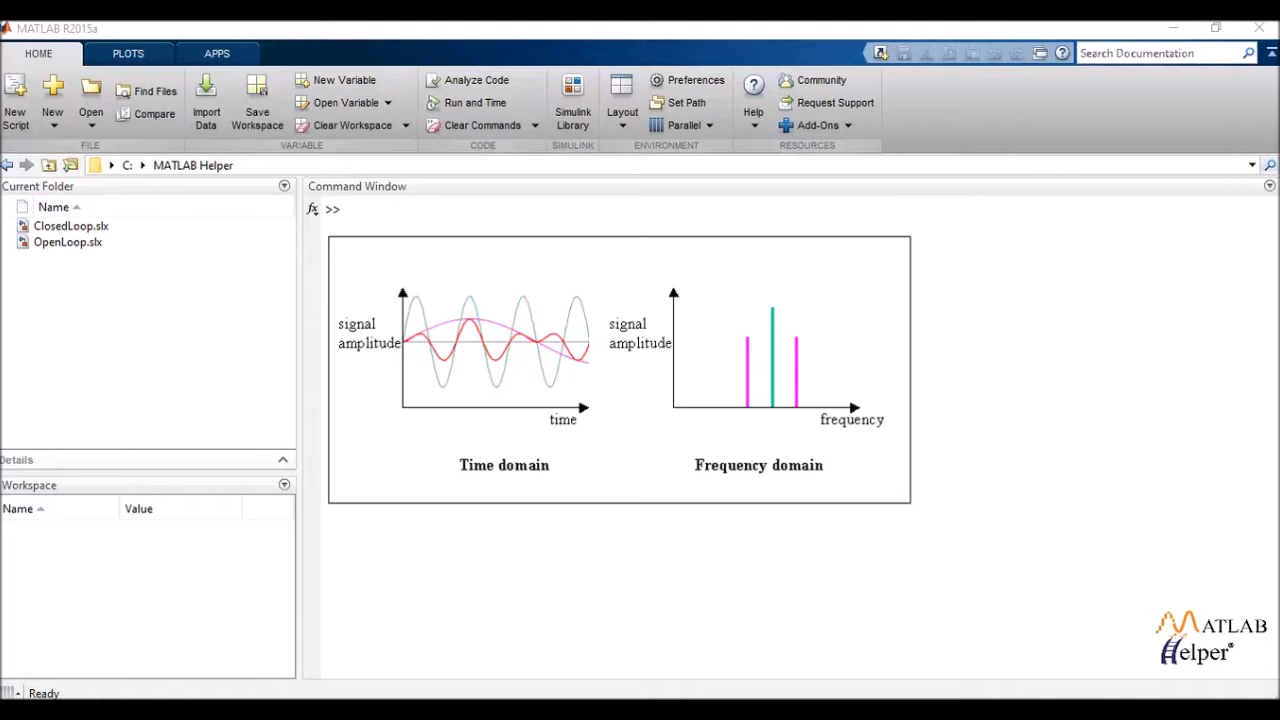 MATLAB R2015a
HOME PLOTS APPS
Search Documentation
New Script
New
Open
Find Files
Compare
FILE
Import Data
Save Workspace
New Variable
Open Variable
Clear Workspace
VARIABLE
Analyze Code
Run and Time
Clear Commands
CODE
Simulink Library
SIMULINK
Layout
Preferences
Set Path
Parallel
ENVIRONMENT
Help
Community
Request Support
Add-Ons
RESOURCES
C: MATLAB Helper
Current Folder
Name
ClosedLoop.slx
OpenLoop.slx
Details
Workspace
Name Value
Command Window
fx >>
signal
amplitude
time
Time domain
signal
amplitude
frequency
Frequency domain
MATLAB
Helper®
Ready